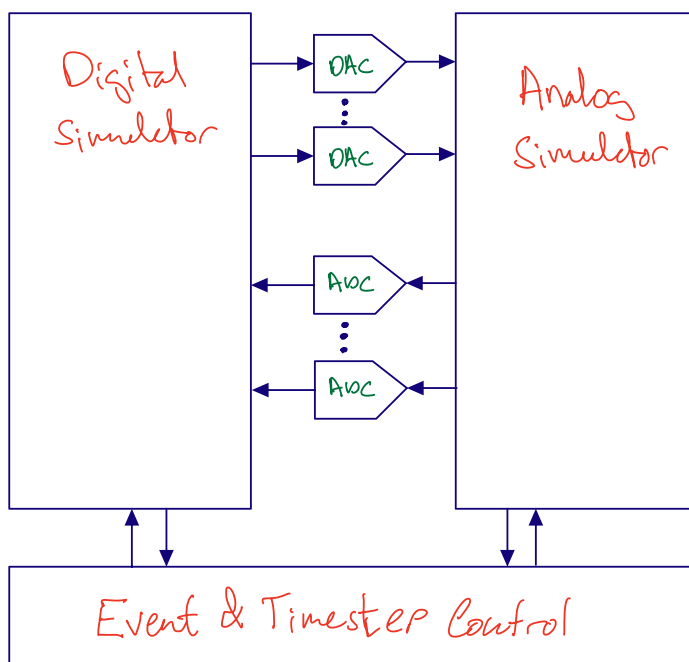 Digital
Simulator
DAC
DAC
Analog
Simulator
ADC
ADC
Event & Timestep Control